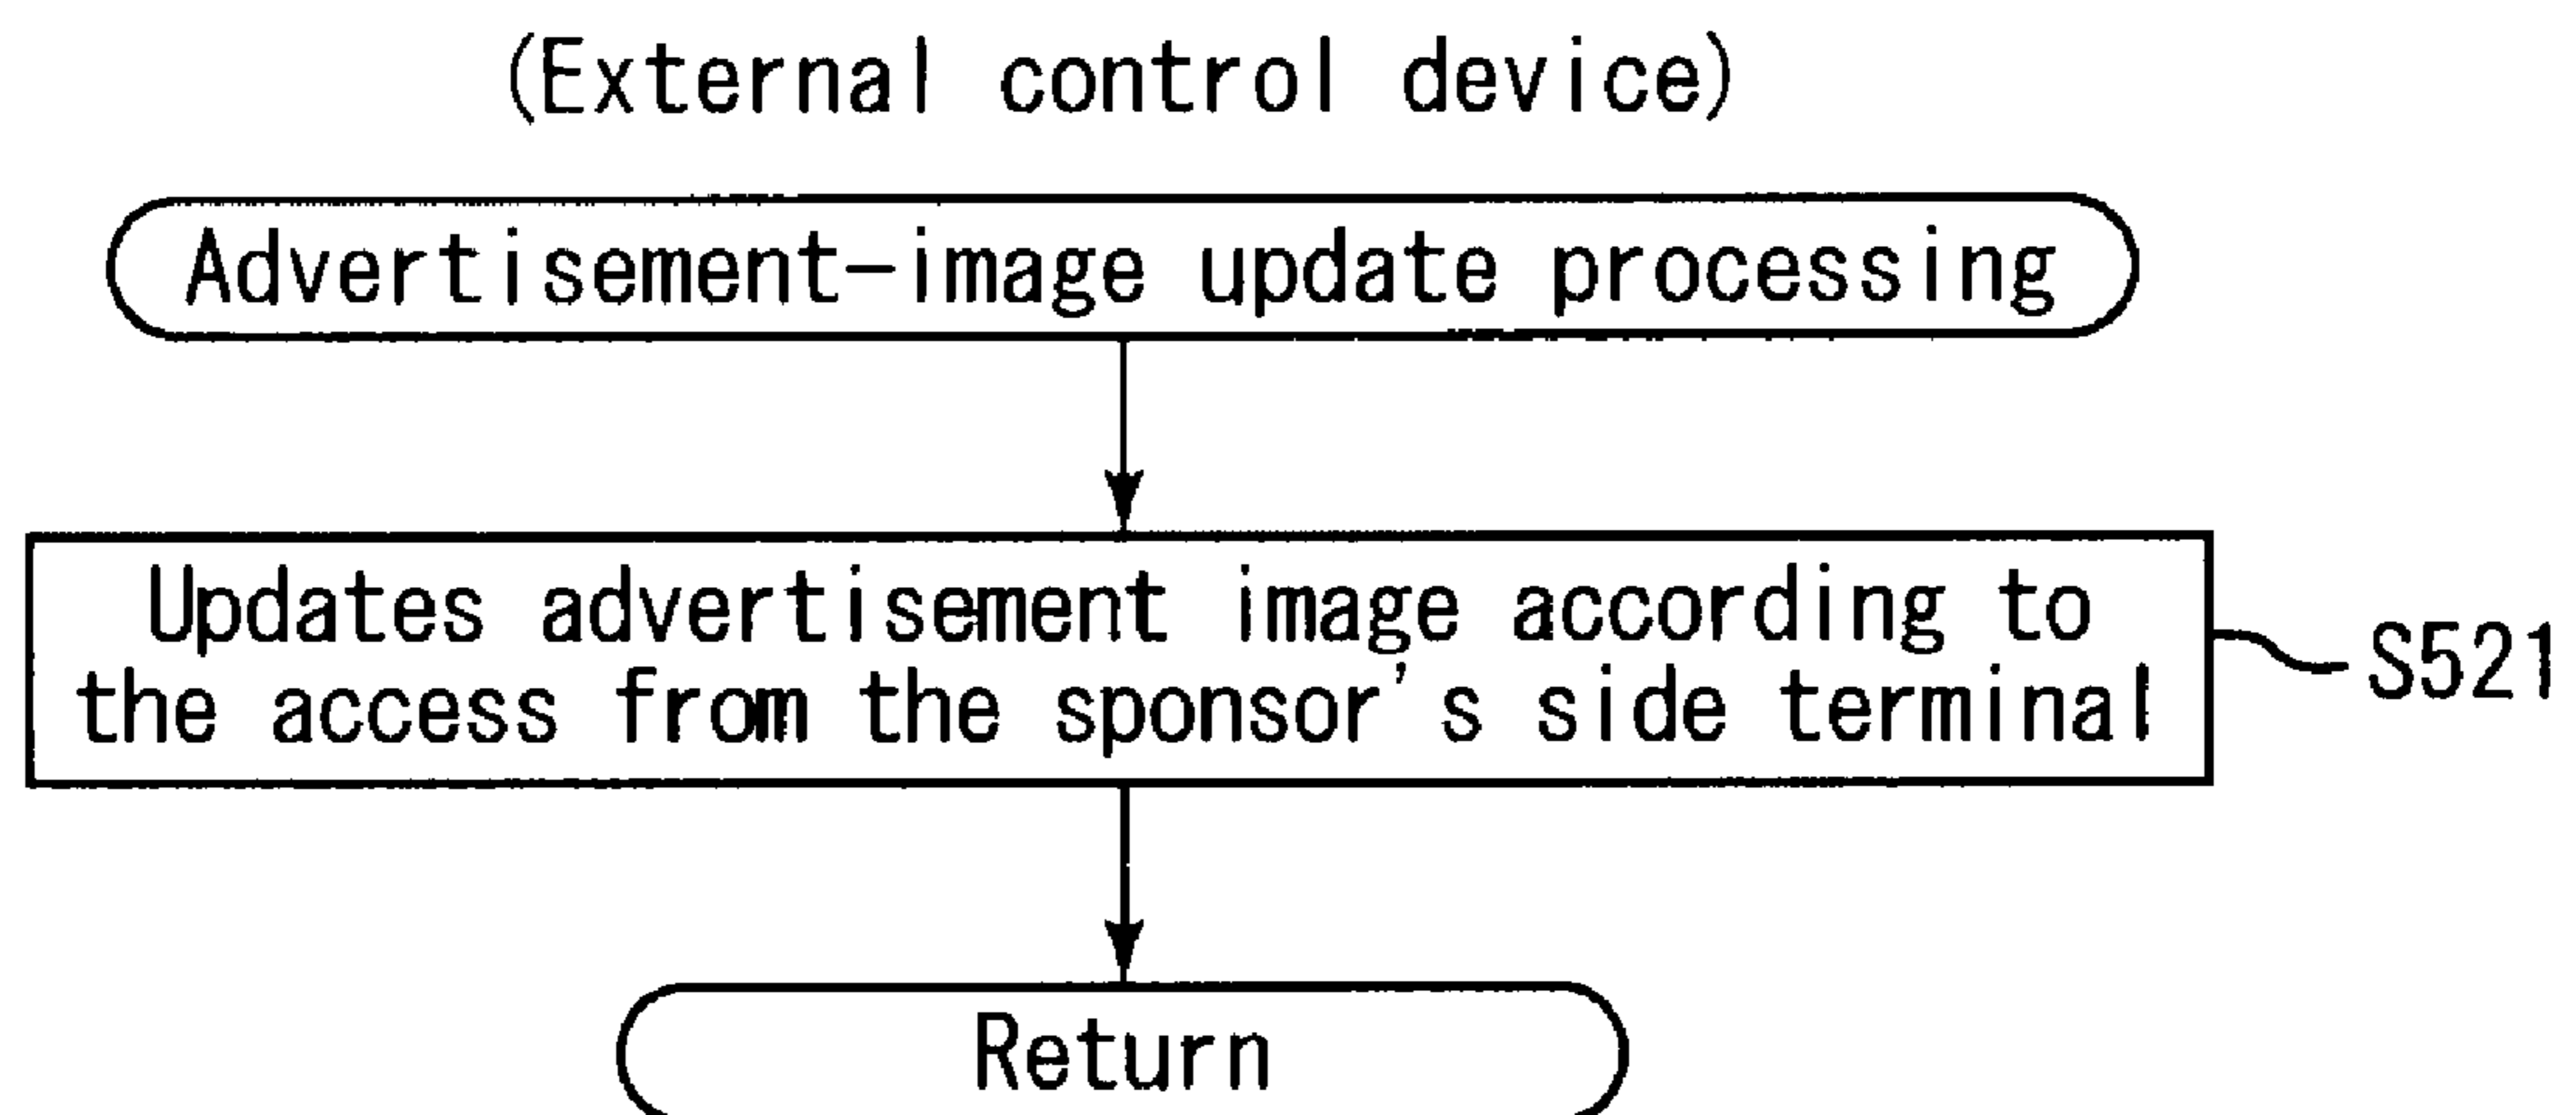 (External control device)
Advertisement-image update processing
Updates advertisement image according to
the access from the sponsor's side terminal
S521
Return